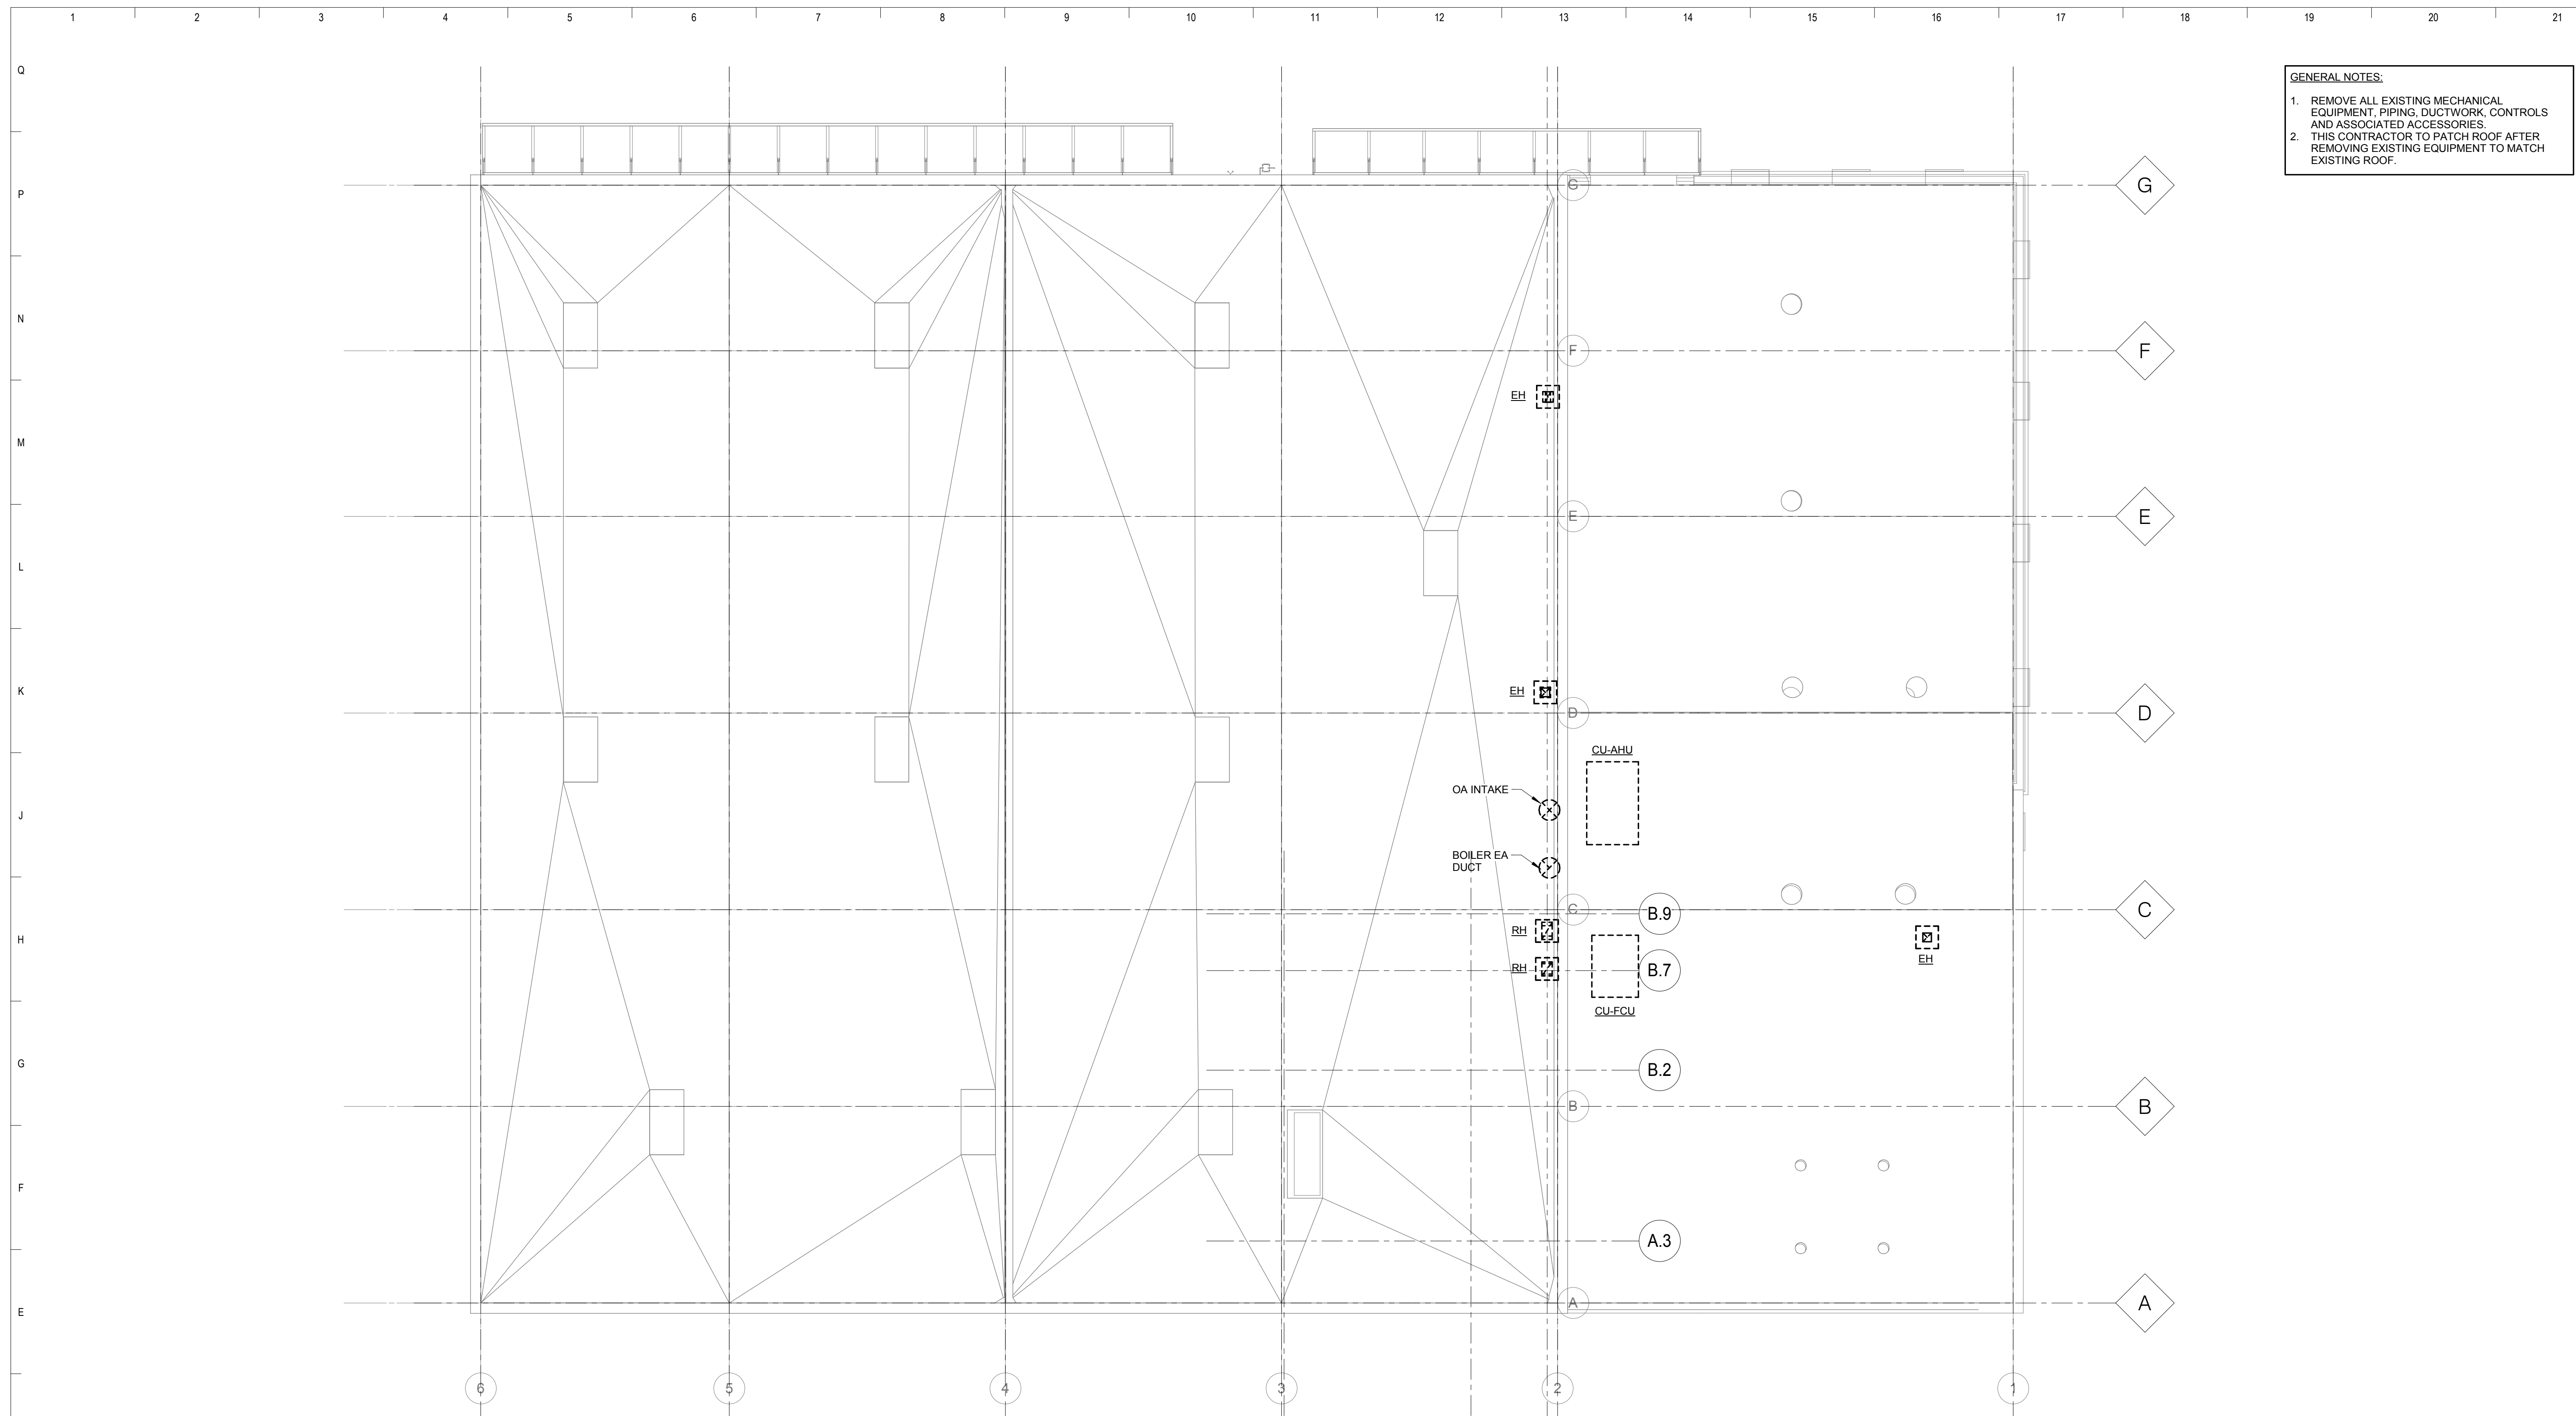 1 2 3 4 5 6 7 8 9 10 11 12 13 14 15 16 17 18 19 20 21
Q
GENERAL NOTES:
1. REMOVE ALL EXISTING MECHANICAL
EQUIPMENT, PIPING, DUCTWORK, CONTROLS
AND ASSOCIATED ACCESSORIES.
2. THIS CONTRACTOR TO PATCH ROOF AFTER
REMOVING EXISTING EQUIPMENT TO MATCH
EXISTING ROOF.
P
G
G
N
F
F
EH
M
E
E
L
K
EH
D
D
CU-AHU
OA INTAKE
J
BOILER EA
DUCT
C
B.9
C
RH
H
EH
RH
B.7
CU-FCU
G
B.2
B
B
F
A.3
A
A
E
6 5 4 3 2 1